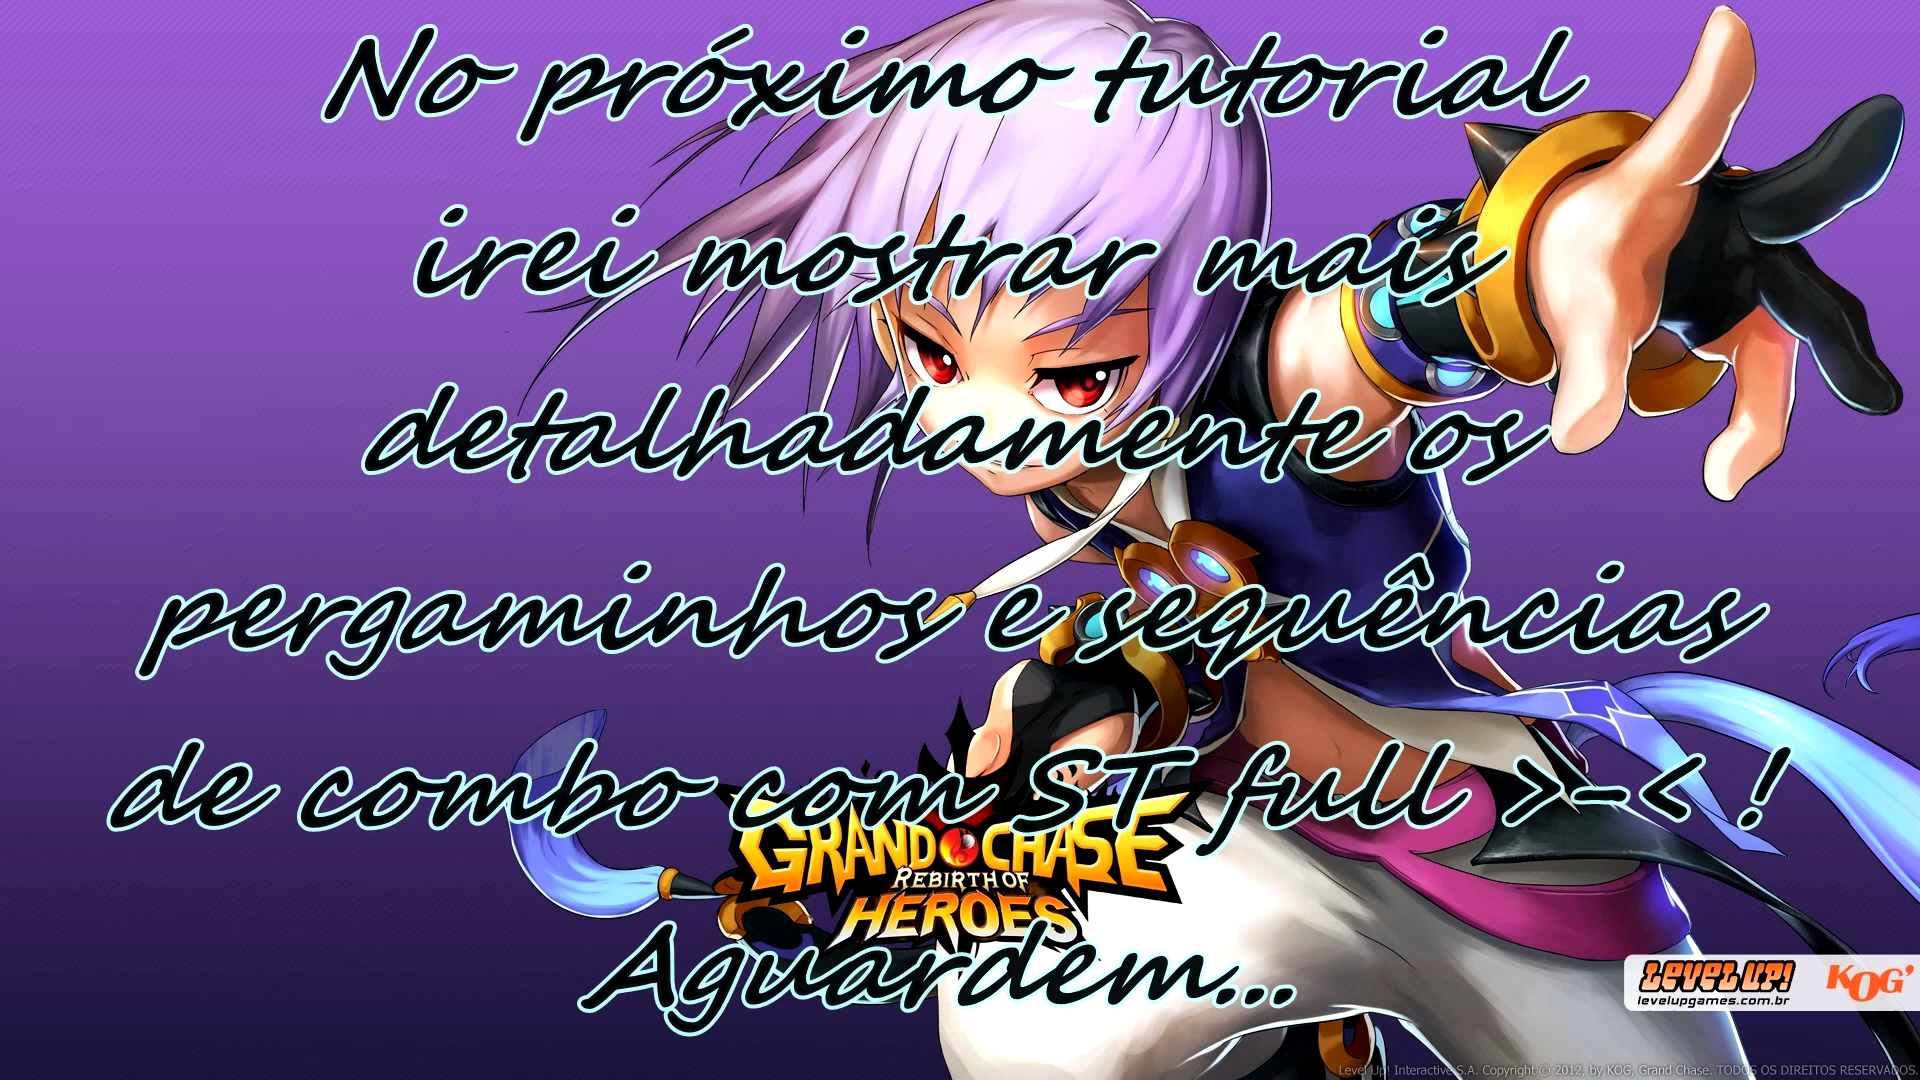 No próximo tutorial
irei mostrar mais
detalhadamente os
pergaminhos e sequências
de combo com ST full >-< !
GRAND CHASE
REBIRTH OF
HEROES
Aguardem...
LEVEL UP! KOG'
levelupgames.com.br
Level Up! Interactive S.A. Copyright © 2012, by KOG, Grand Chase. TODOS OS DIREITOS RESERVADOS.